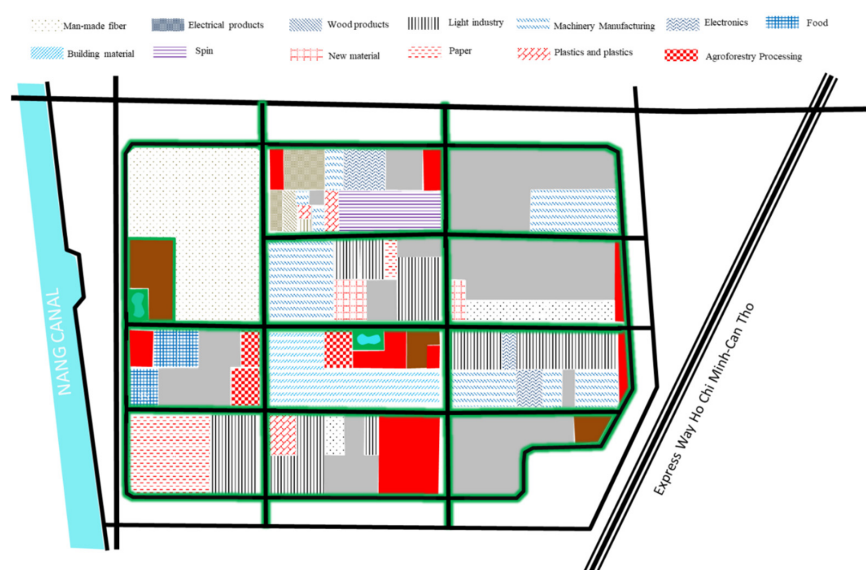 Man-made fiber
Electrical products
Wood products
Light industry
Machinery Manufacturing
Electronics
Food
Building material
Spin
New material
Paper
Plastics and plastics
Agroforestry Processing
NANG CANAL
Express Way Ho Chi Minh-Can Tho